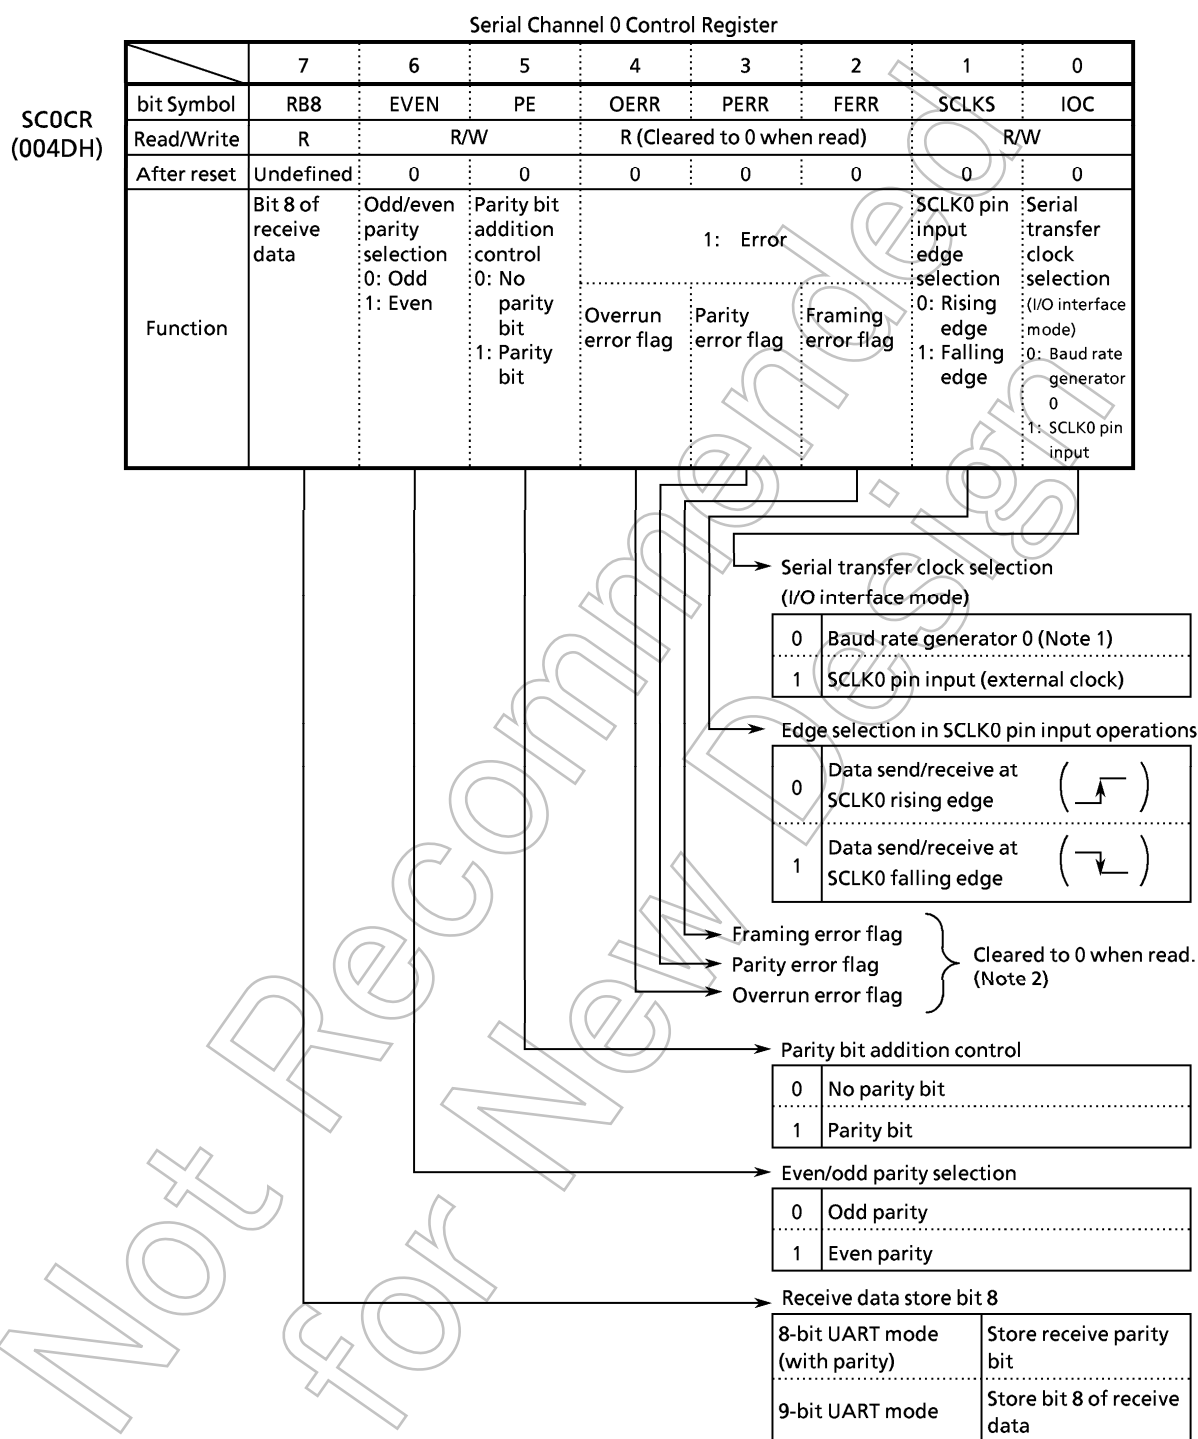 Serial Channel 0 Control Register
7 6 5 4 3 2 1 0
SC0CR
(004DH)
bit Symbol RB8 EVEN PE OERR PERR FERR SCLKS IOC
Read/Write R R/W R (Cleared to 0 when read) R/W
After reset Undefined 0 0 0 0 0 0 0
Function
Bit 8 of
receive
data
Odd/even
parity
selection
0: Odd
1: Even
Parity bit
addition
control
0: No
parity
bit
1: Parity
bit
1: Error
Overrun
error flag
Parity
error flag
Framing
error flag
SCLK0 pin
input
edge
selection
0: Rising
edge
1: Falling
edge
Serial
transfer
clock
selection
(I/O interface
mode)
0: Baud rate
generator
0
1: SCLK0 pin
input
Serial transfer clock selection
(I/O interface mode)
0 Baud rate generator 0 (Note 1)
1 SCLK0 pin input (external clock)
Edge selection in SCLK0 pin input operations
0 Data send/receive at
SCLK0 rising edge
1 Data send/receive at
SCLK0 falling edge
Framing error flag
Parity error flag
Overrun error flag
Cleared to 0 when read.
(Note 2)
Parity bit addition control
0 No parity bit
1 Parity bit
Even/odd parity selection
0 Odd parity
1 Even parity
Receive data store bit 8
8-bit UART mode
(with parity)
Store receive parity
bit
9-bit UART mode
Store bit 8 of receive
data
Not Recommended
for New Design